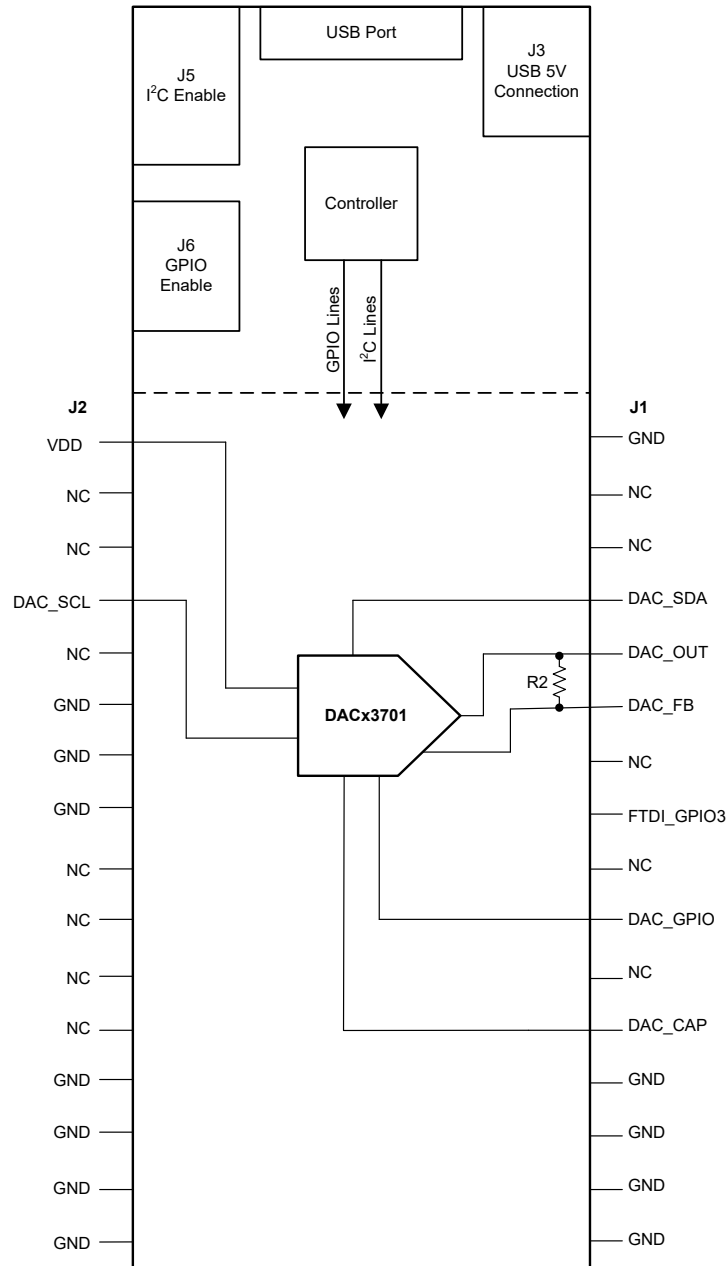 USB Port
J5
I²C Enable
J3
USB 5V
Connection
Controller
J6
GPIO
Enable
GPIO Lines
I²C Lines
J2
VDD
NC
NC
DAC_SCL
NC
GND
GND
GND
NC
NC
NC
NC
GND
GND
GND
GND
DACx3701
R2
J1
GND
NC
NC
DAC_SDA
DAC_OUT
DAC_FB
NC
FTDI_GPIO3
NC
DAC_GPIO
NC
DAC_CAP
GND
GND
GND
GND